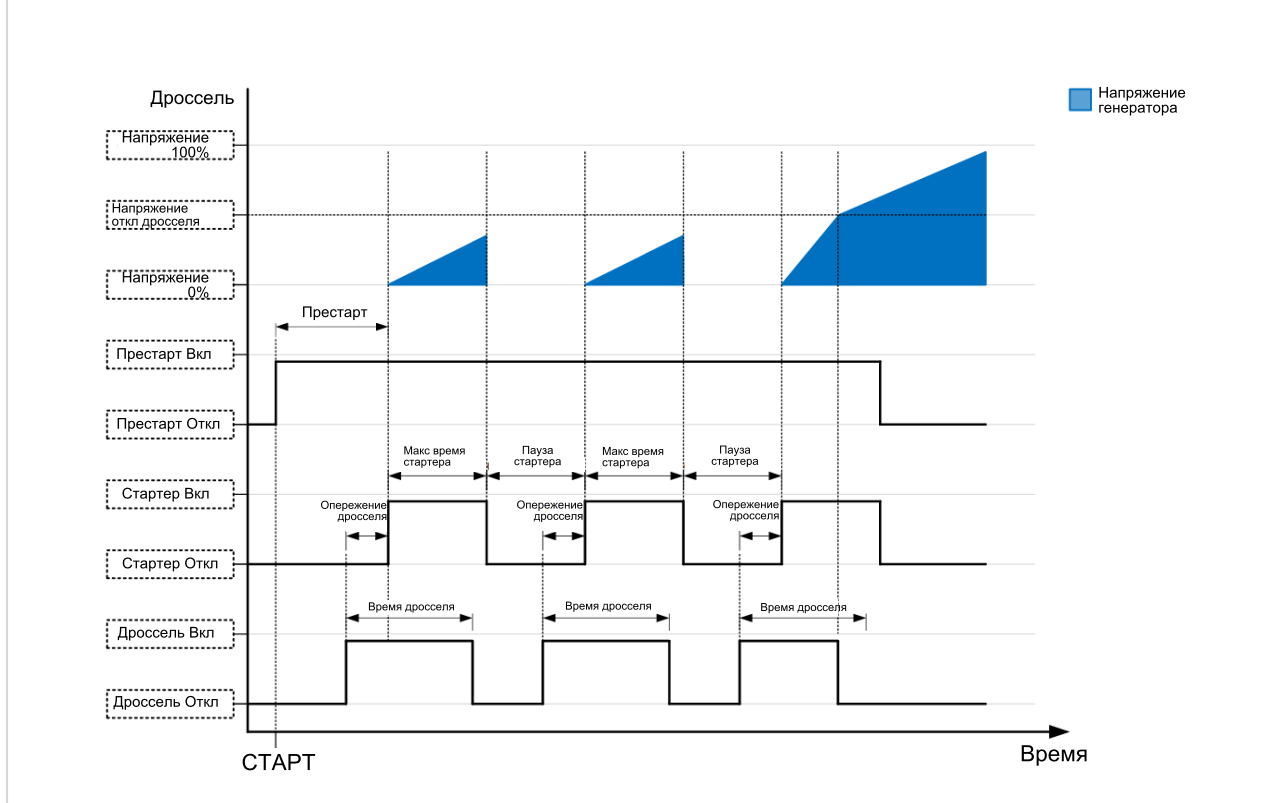 Дроссель
Напряжение
генератора
Напряжение
100%
Напряжение
откл дросселя
Напряжение
0%
Престарт
Престарт Вкл
Престарт Откл
Макс время
стартера
Пауза
стартера
Макс время
стартера
Пауза
стартера
Стартер Вкл
Опережение
дросселя
Опережение
дросселя
Опережение
дросселя
Стартер Откл
Время дросселя
Время дросселя
Время дросселя
Дроссель Вкл
Дроссель Откл
СТАРТ
Время